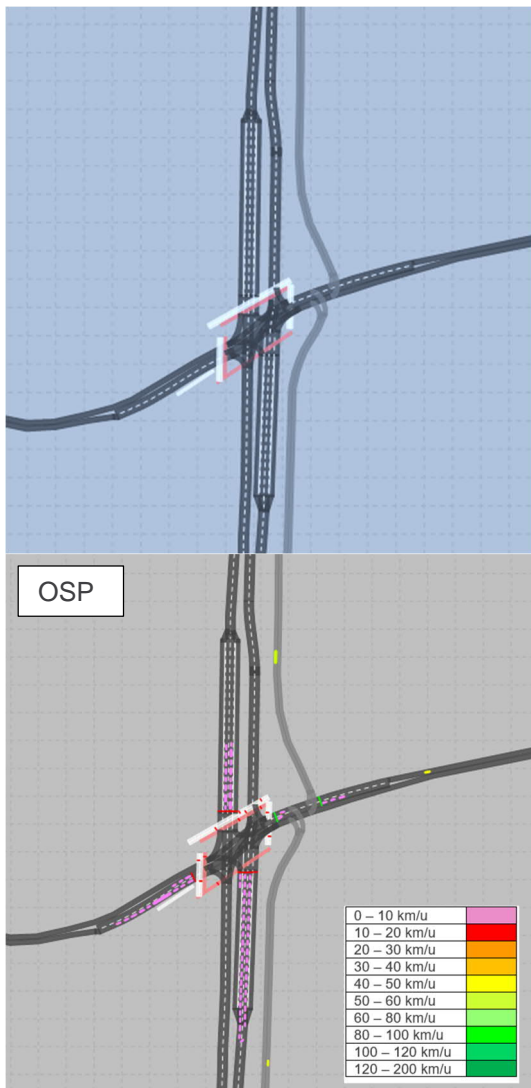 OSP
0 – 10 km/u
10 – 20 km/u
20 – 30 km/u
30 – 40 km/u
40 – 50 km/u
50 – 60 km/u
60 – 80 km/u
80 – 100 km/u
100 – 120 km/u
120 – 200 km/u